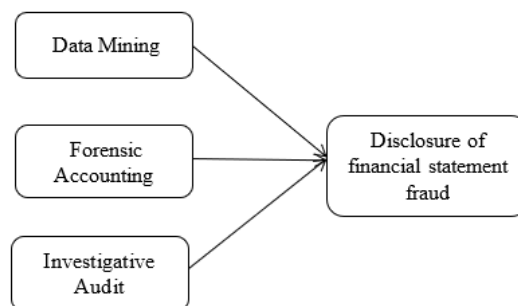 Data Mining
Forensic
Accounting
Investigative
Audit
Disclosure of
financial statement
fraud